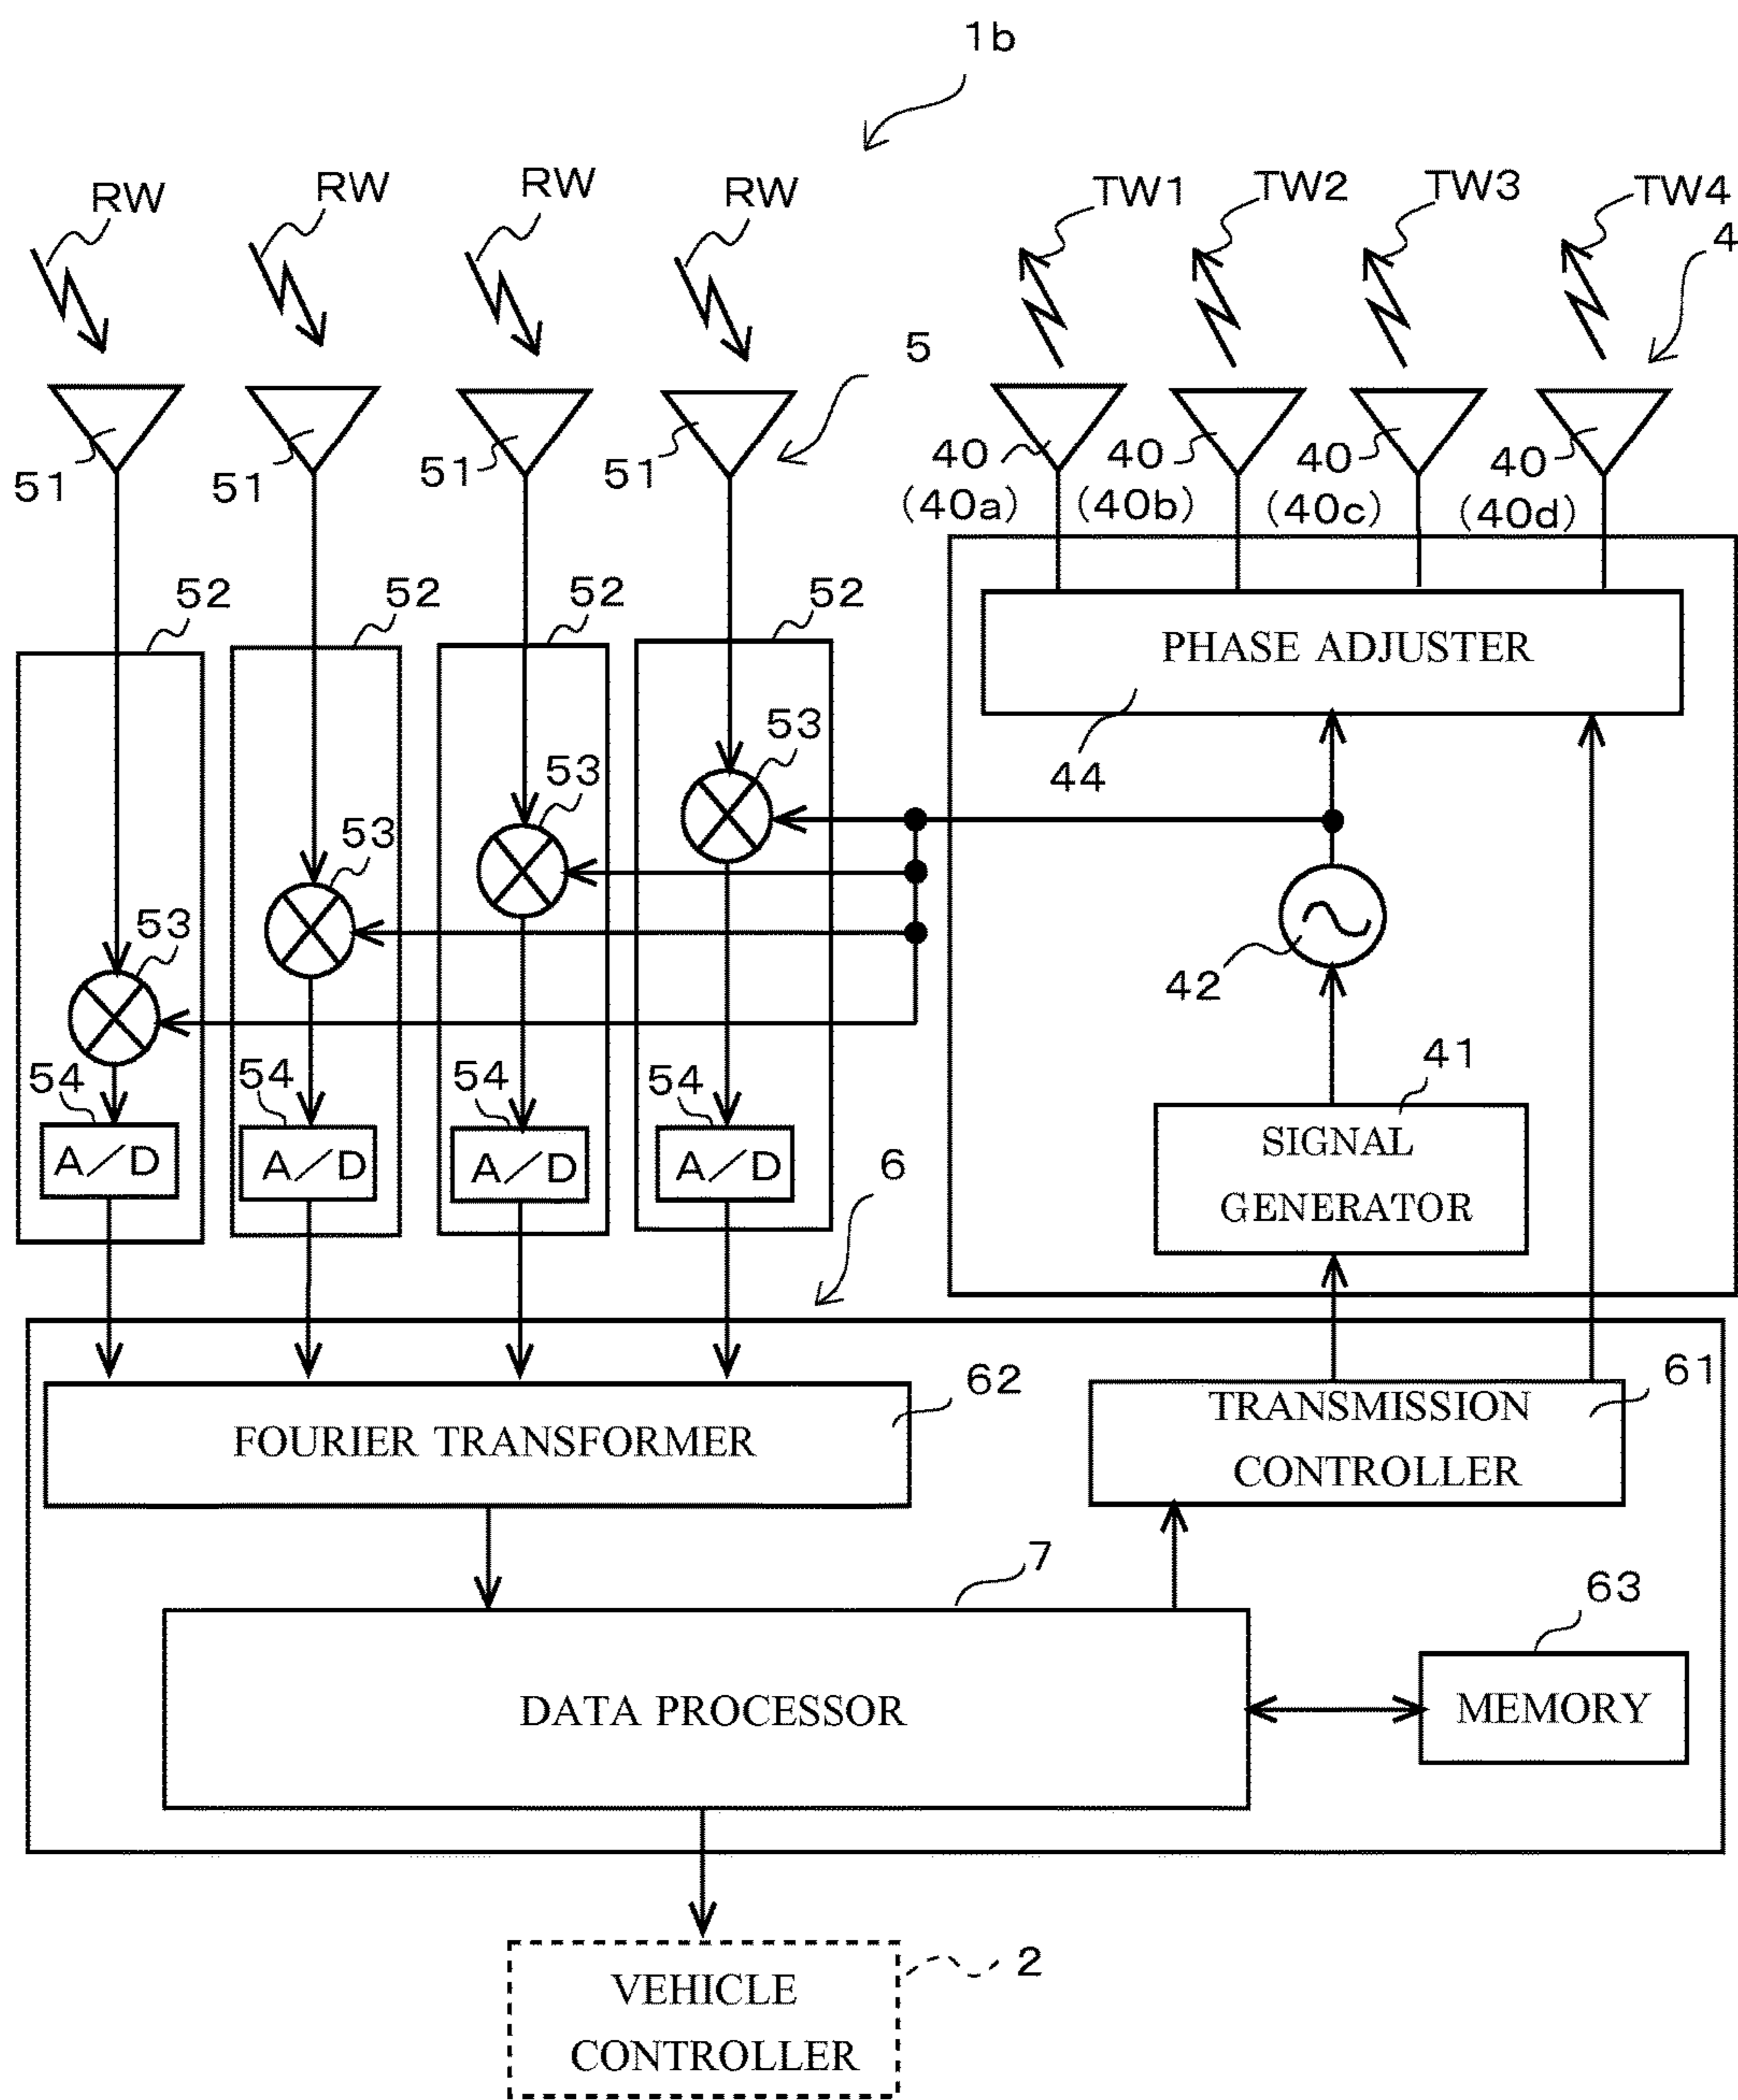 1b
RW
RW
RW
RW
TW1
TW2
TW3
TW4
4
5
51
51
51
51
40
(40a)
40
(40b)
40
(40c)
40
(40d)
52
52
52
52
PHASE ADJUSTER
44
53
53
53
53
42
54
54
54
54
A/D
A/D
A/D
A/D
41
SIGNAL
GENERATOR
6
62
FOURIER TRANSFORMER
61
TRANSMISSION
CONTROLLER
7
DATA PROCESSOR
63
MEMORY
2
VEHICLE
CONTROLLER